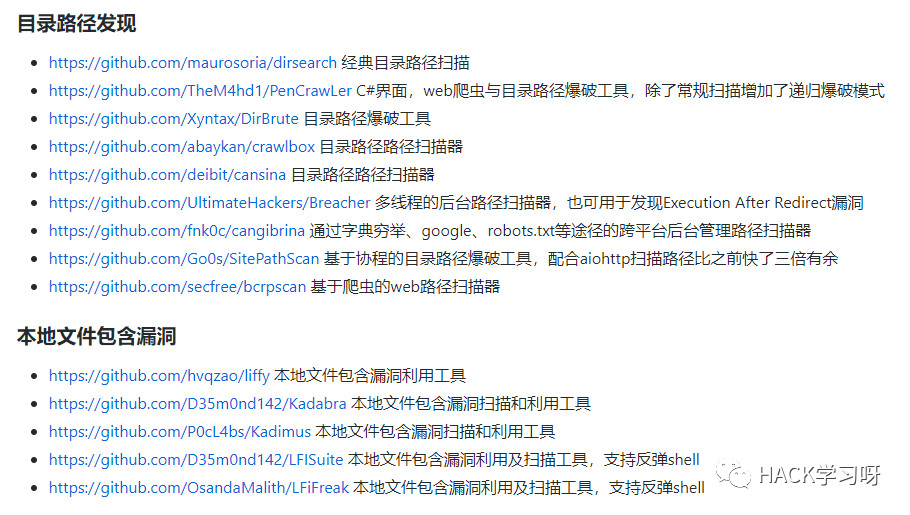 目录路径发现
https://github.com/maurosoria/dirsearch 经典目录路径扫描
https://github.com/TheM4hd1/PenCrawLer C#界面，web爬虫与目录路径爆破工具，除了常规扫描增加了递归爆破模式
https://github.com/Xyntax/DirBrute 目录路径爆破工具
https://github.com/abaykan/crawlbox 目录路径路径扫描器
https://github.com/deibit/cansina 目录路径路径扫描器
https://github.com/UltimateHackers/Breacher 多线程的后台路径扫描器，也可用于发现Execution After Redirect漏洞
https://github.com/fnk0c/cangibrina 通过字典穷举、google、robots.txt等途径的跨平台后台管理路径扫描器
https://github.com/Go0s/SitePathScan 基于协程的目录路径爆破工具，配合aiohttp扫描路径比之前快了三倍有余
https://github.com/secfree/bcrpscan 基于爬虫的web路径扫描器
本地文件包含漏洞
https://github.com/hvqzao/liffy 本地文件包含漏洞利用工具
https://github.com/D35m0nd142/Kadabra 本地文件包含漏洞扫描和利用工具
https://github.com/P0cL4bs/Kadimus 本地文件包含漏洞扫描和利用工具
https://github.com/D35m0nd142/LFISuite 本地文件包含漏洞利用及扫描工具，支持反弹shell
https://github.com/OsandaMalith/LFiFreak 本地文件包含漏洞利用及扫描工具，支持反弹shell
HACK学习呀